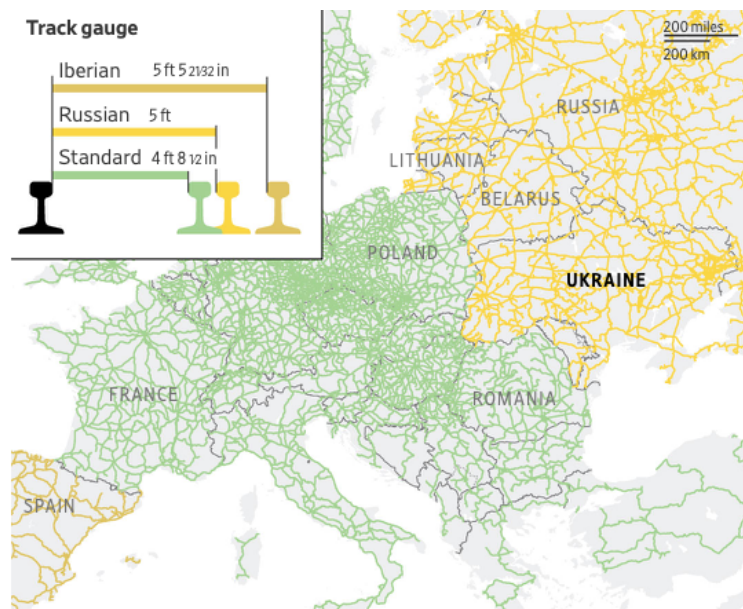 Track gauge
Iberian 5 ft 5 21⁄32 in
Russian 5 ft
Standard 4 ft 8 1⁄2 in
200 miles
200 km
RUSSIA
LITHUANIA
BELARUS
POLAND
UKRAINE
FRANCE
ROMANIA
SPAIN